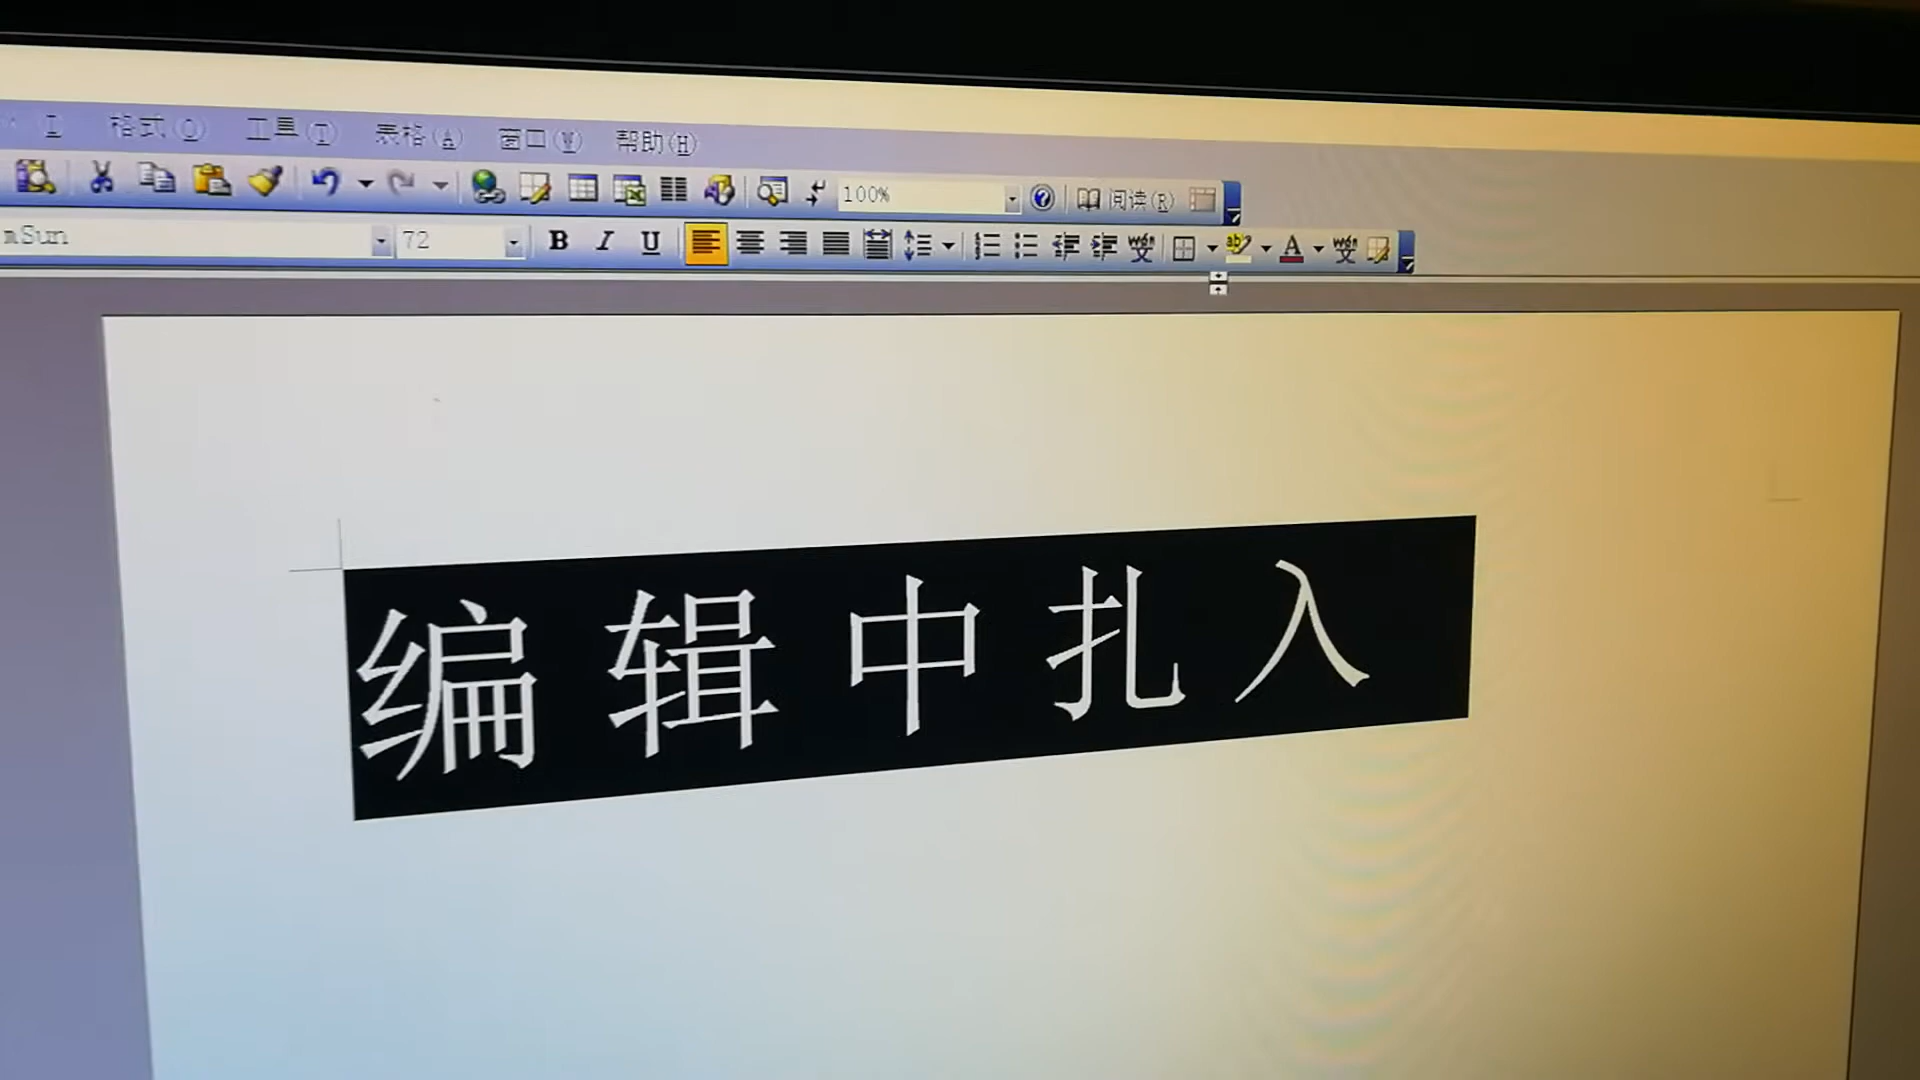 格式(O) 工具(T) 表格(A) 窗口(W) 帮助(H)
100% 阅读(R)
mSun 72 B I U
编辑中扎入